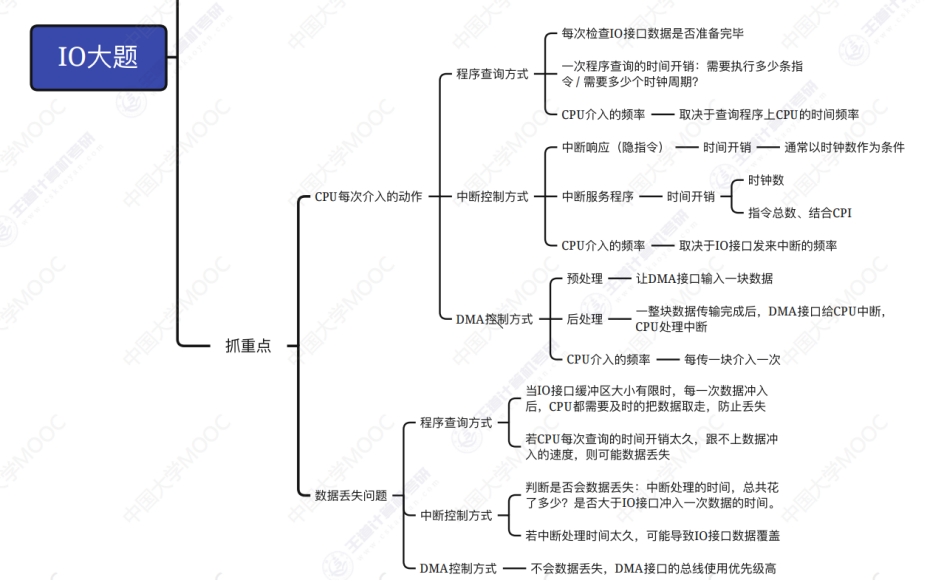 IO大题
抓重点
CPU每次介入的动作
程序查询方式
每次检查IO接口数据是否准备完毕
一次程序查询的时间开销：需要执行多少条指
令 / 需要多少个时钟周期？
CPU介入的频率
取决于查询程序上CPU的时间频率
中断控制方式
中断响应（隐指令）
时间开销
通常以时钟数作为条件
中断服务程序
时间开销
时钟数
指令总数、结合CPI
CPU介入的频率
取决于IO接口发来中断的频率
DMA控制方式
预处理
让DMA接口输入一块数据
后处理
一整块数据传输完成后，DMA接口给CPU中断，
CPU处理中断
CPU介入的频率
每传一块介入一次
数据丢失问题
程序查询方式
当IO接口缓冲区大小有限时，每一次数据冲入
后，CPU都需要及时的把数据取走，防止丢失
若CPU每次查询的时间开销太久，跟不上数据冲
入的速度，则可能数据丢失
中断控制方式
判断是否会数据丢失：中断处理的时间，总共花
了多少？是否大于IO接口冲入一次数据的时间。
若中断处理时间太久，可能导致IO接口数据覆盖
DMA控制方式
不会数据丢失，DMA接口的总线使用优先级高
中国大学MOOC
王道计算机考研